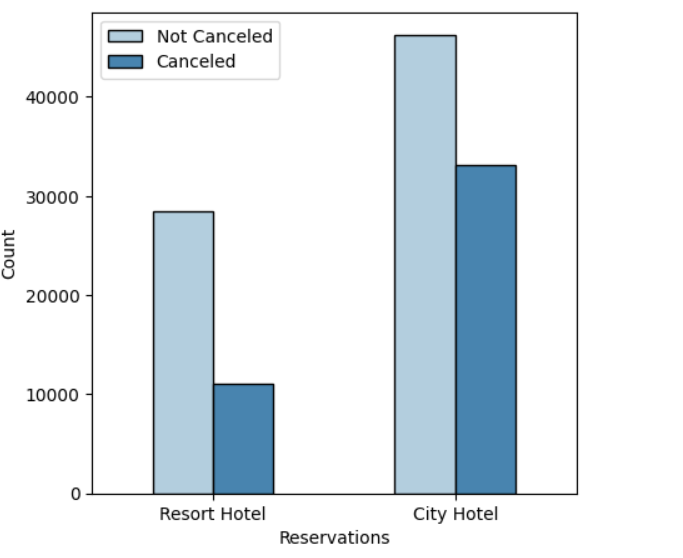 Not Canceled
Canceled
40000
30000
20000
10000
0
Count
Resort Hotel City Hotel
Reservations